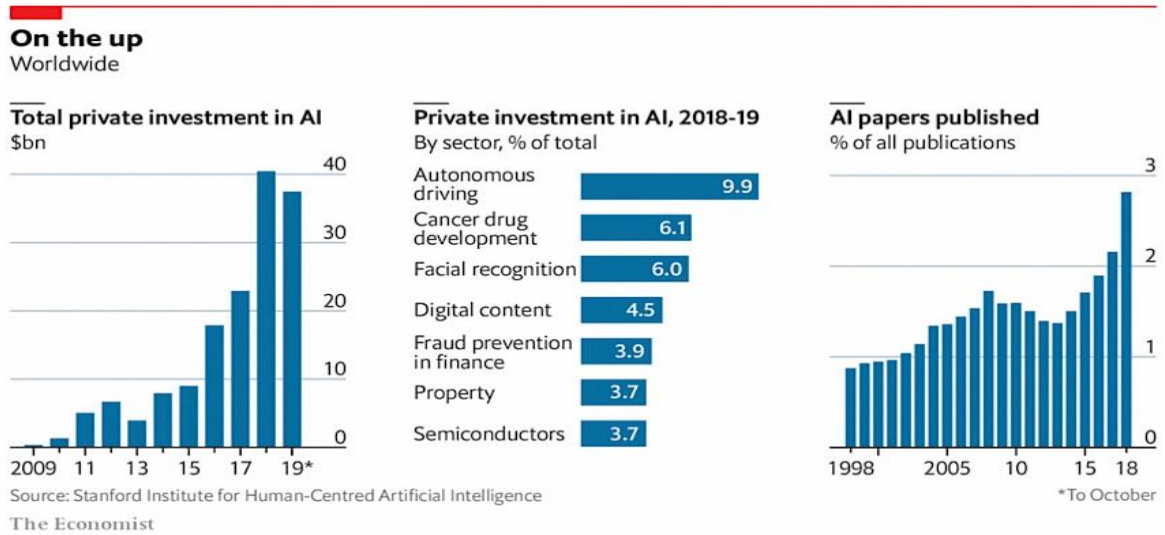 On the up
Worldwide
Total private investment in AI
$bn
40
30
20
10
0
2009 11 13 15 17 19*
Private investment in AI, 2018-19
By sector, % of total
Autonomous
driving
9.9
Cancer drug
development
6.1
Facial recognition 6.0
Digital content 4.5
Fraud prevention
in finance
3.9
Property 3.7
Semiconductors 3.7
AI papers published
% of all publications
3
2
1
0
1998 2005 10 15 18
Source: Stanford Institute for Human-Centred Artificial Intelligence
*To October
The Economist